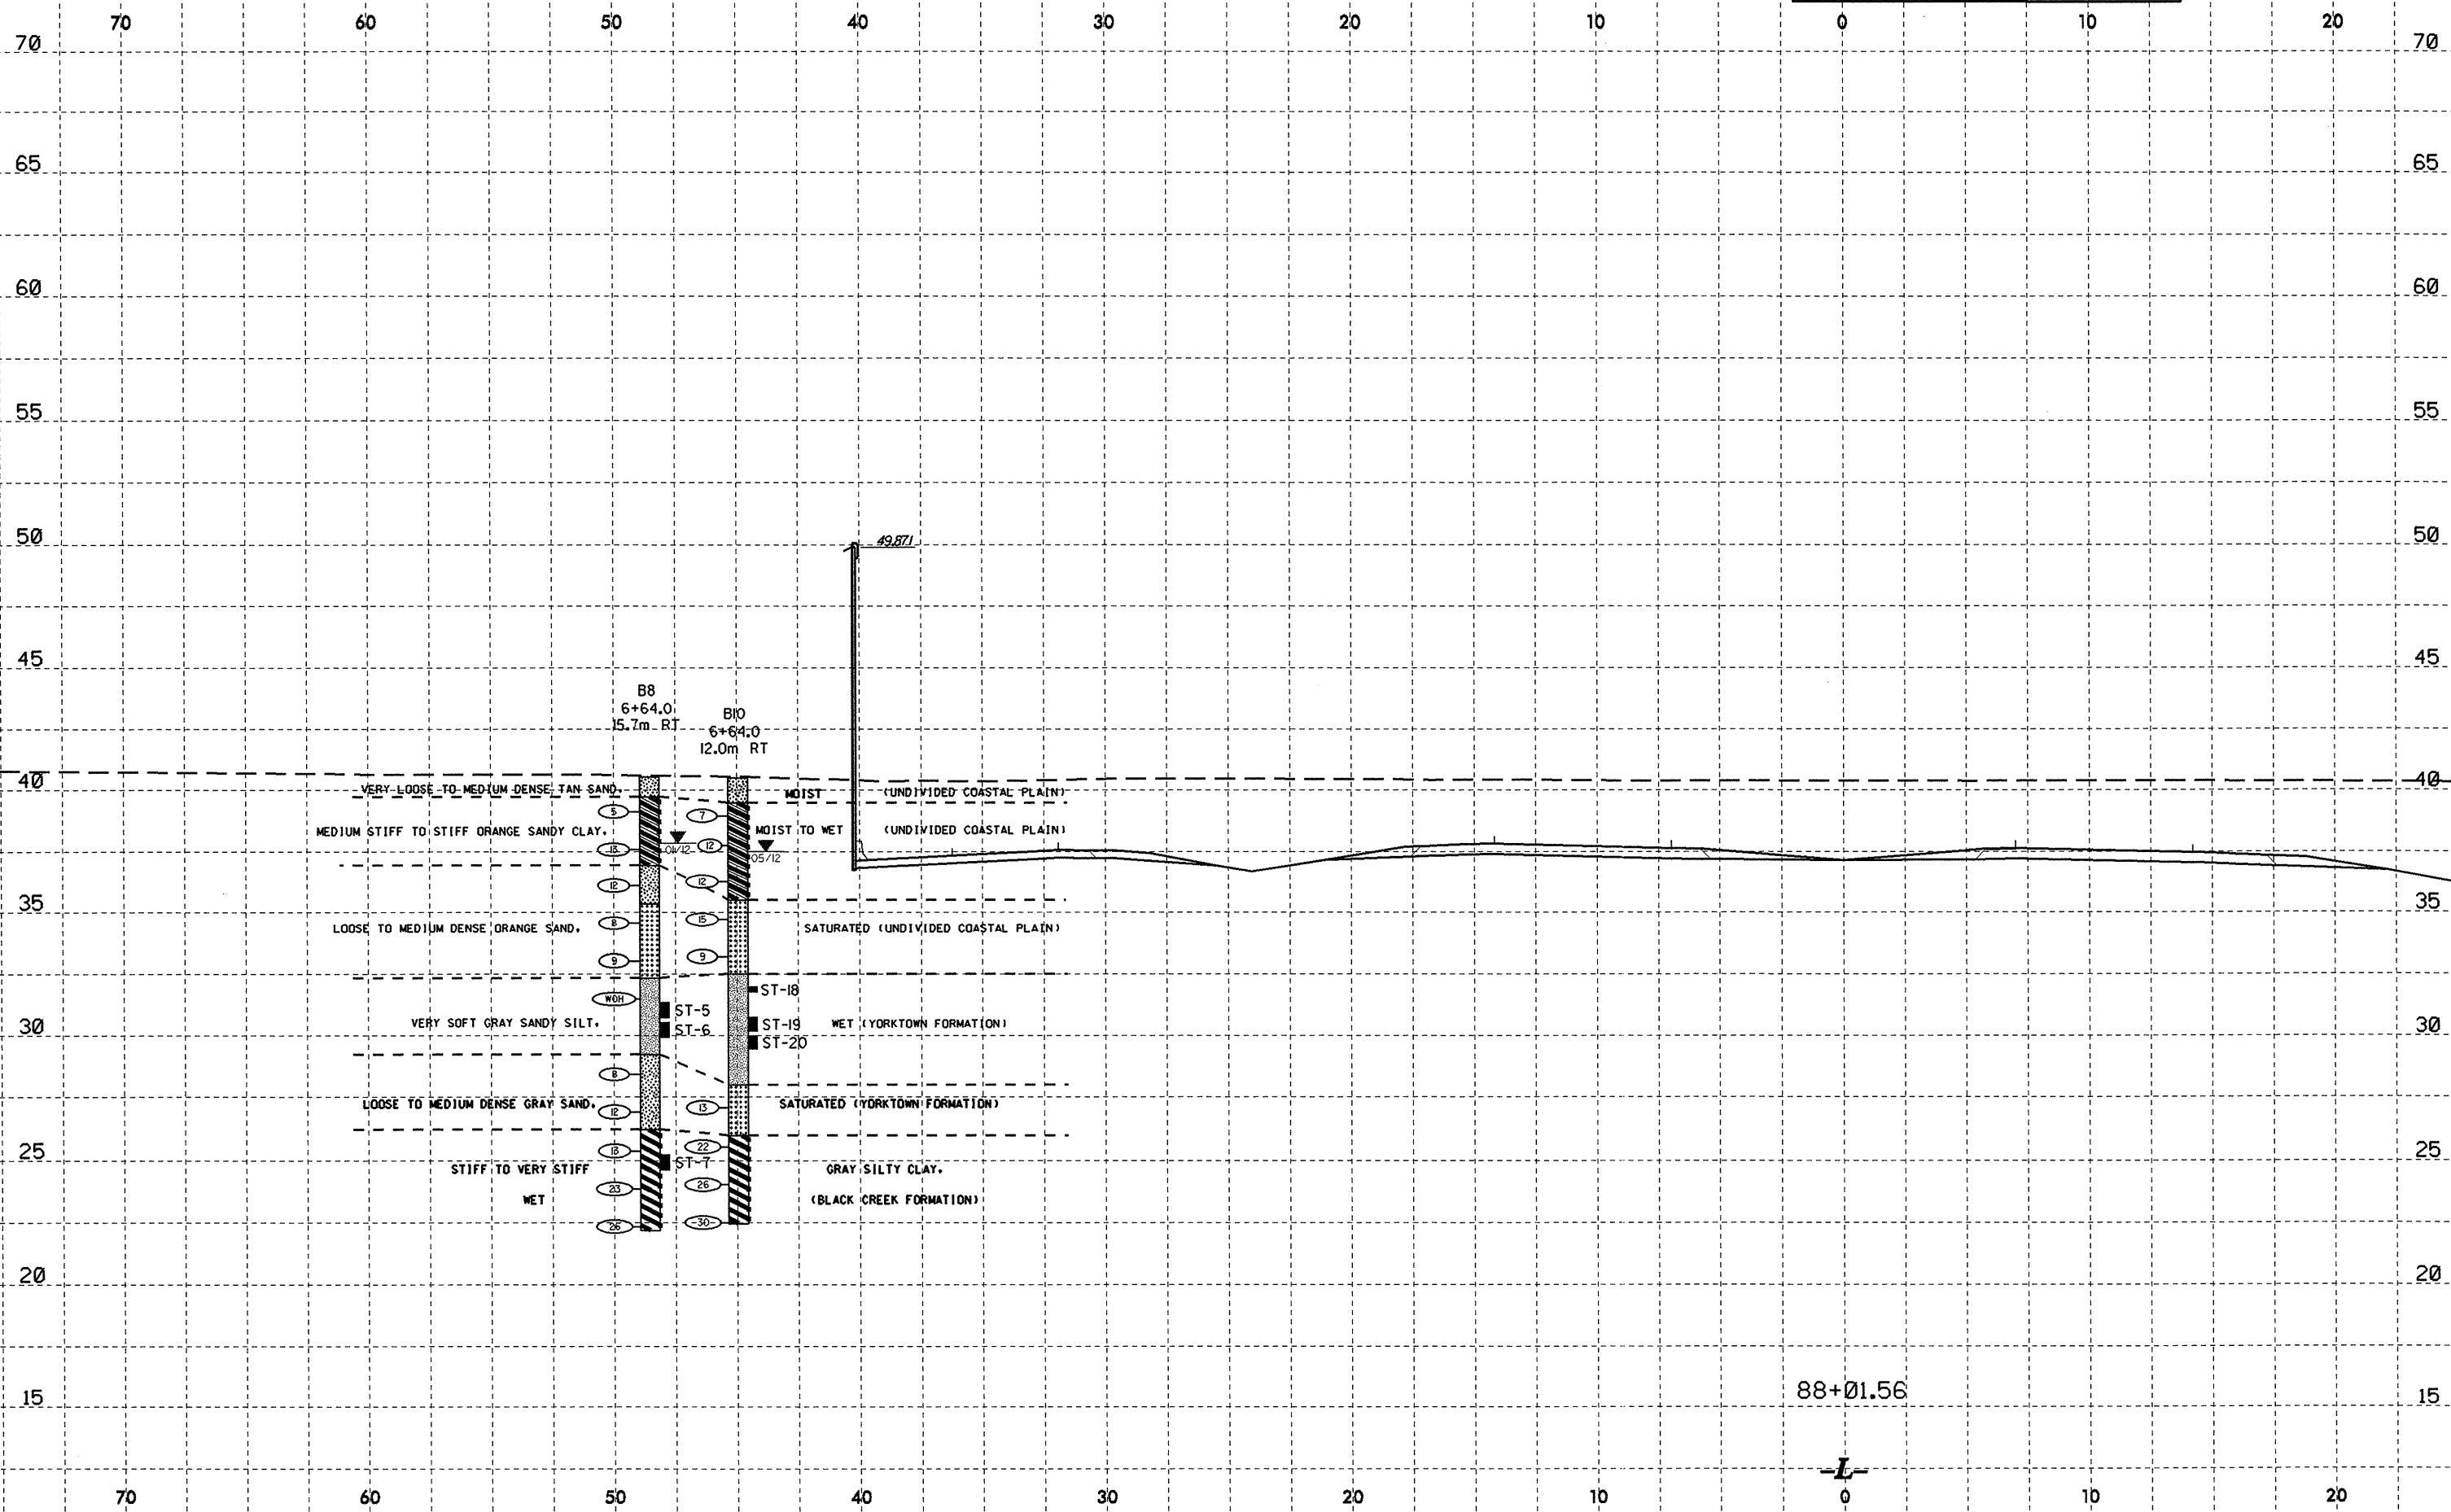 70 60 50 40 30 20 10 0 10 20
70 70
65 65
60 60
55 55
50 50
49.871
45 45
B8
6+64.0
15.7m RT
B10
6+64.0
12.0m RT
40 40
VERY LOOSE TO MEDIUM DENSE TAN SAND. MOIST (UNDIVIDED COASTAL PLAIN)
5 7
MEDIUM STIFF TO STIFF ORANGE SANDY CLAY. MOIST TO WET (UNDIVIDED COASTAL PLAIN)
13 12
05/12
12 12
35 35
8 15
LOOSE TO MEDIUM DENSE ORANGE SAND. SATURATED (UNDIVIDED COASTAL PLAIN)
9 9
WOH ST-18
ST-5
VERY SOFT GRAY SANDY SILT. ST-19 WET (YORKTOWN FORMATION)
30 ST-6 30
ST-20
8
LOOSE TO MEDIUM DENSE GRAY SAND. SATURATED (YORKTOWN FORMATION)
12 13
25 13 22 25
ST-7
STIFF TO VERY STIFF GRAY SILTY CLAY.
23 26
WET (BLACK CREEK FORMATION)
26 30
20 20
15 15
88+01.56
-L-
70 60 50 40 30 20 10 0 10 20